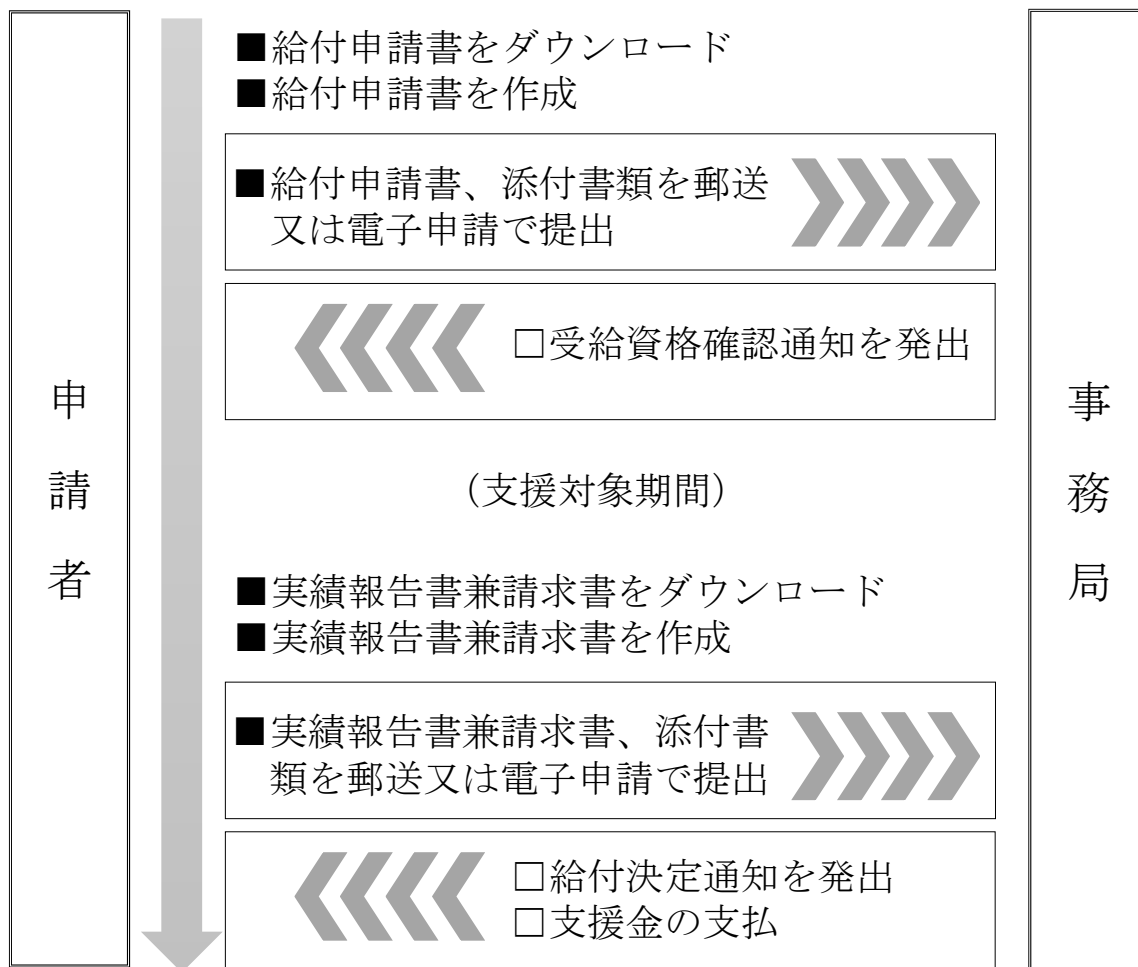 申請者
■給付申請書をダウンロード
■給付申請書を作成
■給付申請書、添付書類を郵送
又は電子申請で提出
□受給資格確認通知を発出
（支援対象期間）
■実績報告書兼請求書をダウンロード
■実績報告書兼請求書を作成
■実績報告書兼請求書、添付書
類を郵送又は電子申請で提出
□給付決定通知を発出
□支援金の支払
事務局